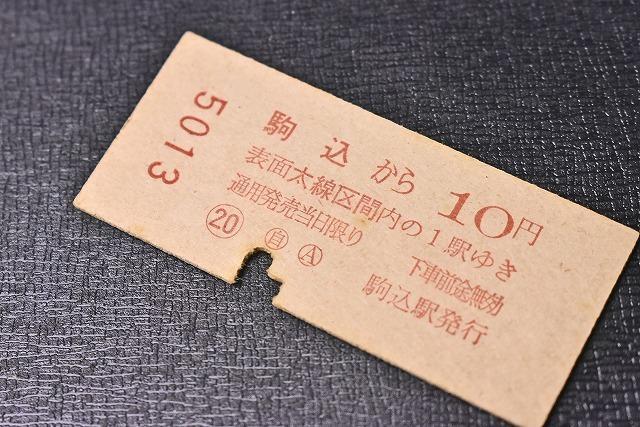 5013
駒込から 10円
表面太線区間内の1駅ゆき
通用発売当日限り
下車前途無効
⑳ 自 Ⓐ
駒込駅発行